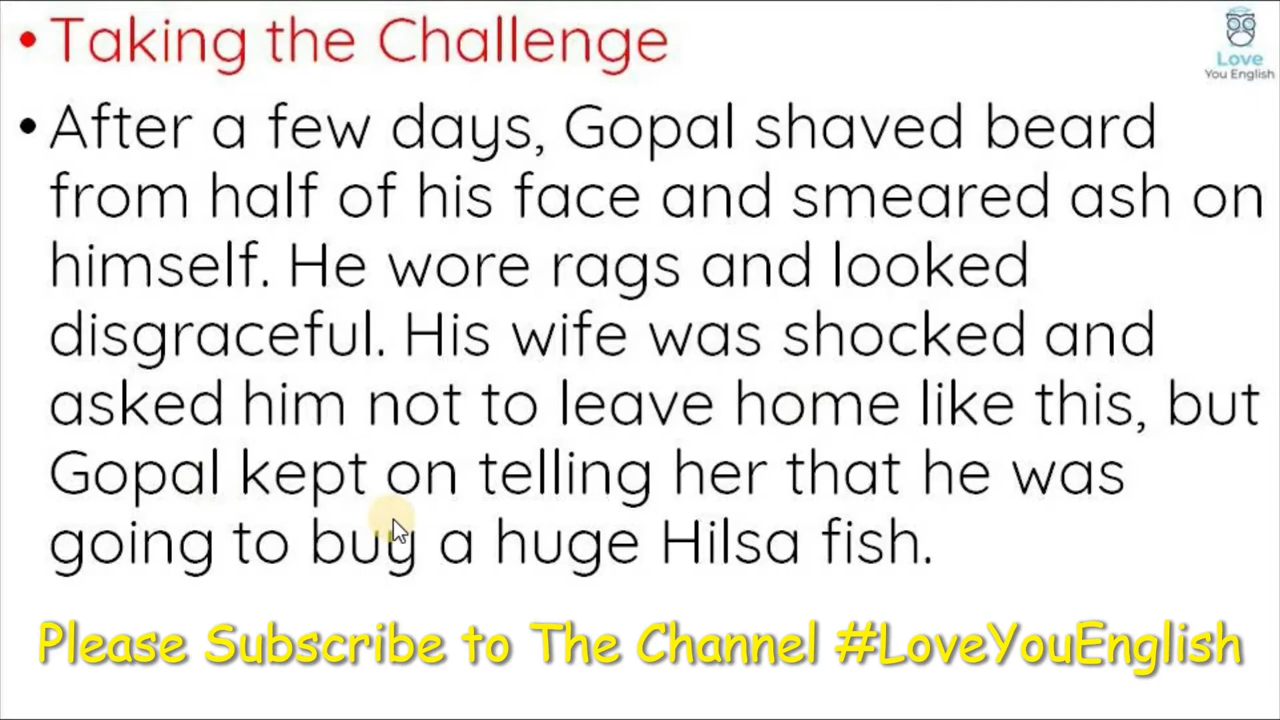 • Taking the Challenge
Love
You English
• After a few days, Gopal shaved beard
from half of his face and smeared ash on
himself. He wore rags and looked
disgraceful. His wife was shocked and
asked him not to leave home like this, but
Gopal kept on telling her that he was
going to buy a huge Hilsa fish.
Please Subscribe to The Channel #LoveYouEnglish